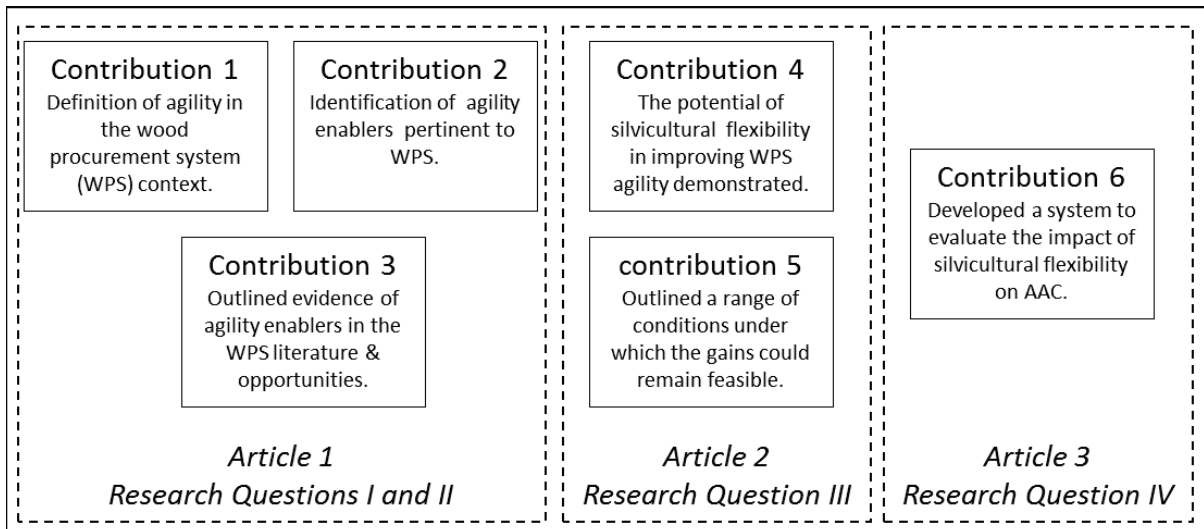 Contribution 1
Definition of agility in
the wood
procurement system
(WPS) context.
Contribution 2
Identification of agility
enablers pertinent to
WPS.
Contribution 3
Outlined evidence of
agility enablers in the
WPS literature &
opportunities.
Article 1
Research Questions I and II
Contribution 4
The potential of
silvicultural flexibility
in improving WPS
agility demonstrated.
contribution 5
Outlined a range of
conditions under
which the gains could
remain feasible.
Article 2
Research Question III
Contribution 6
Developed a system to
evaluate the impact of
silvicultural flexibility
on AAC.
Article 3
Research Question IV